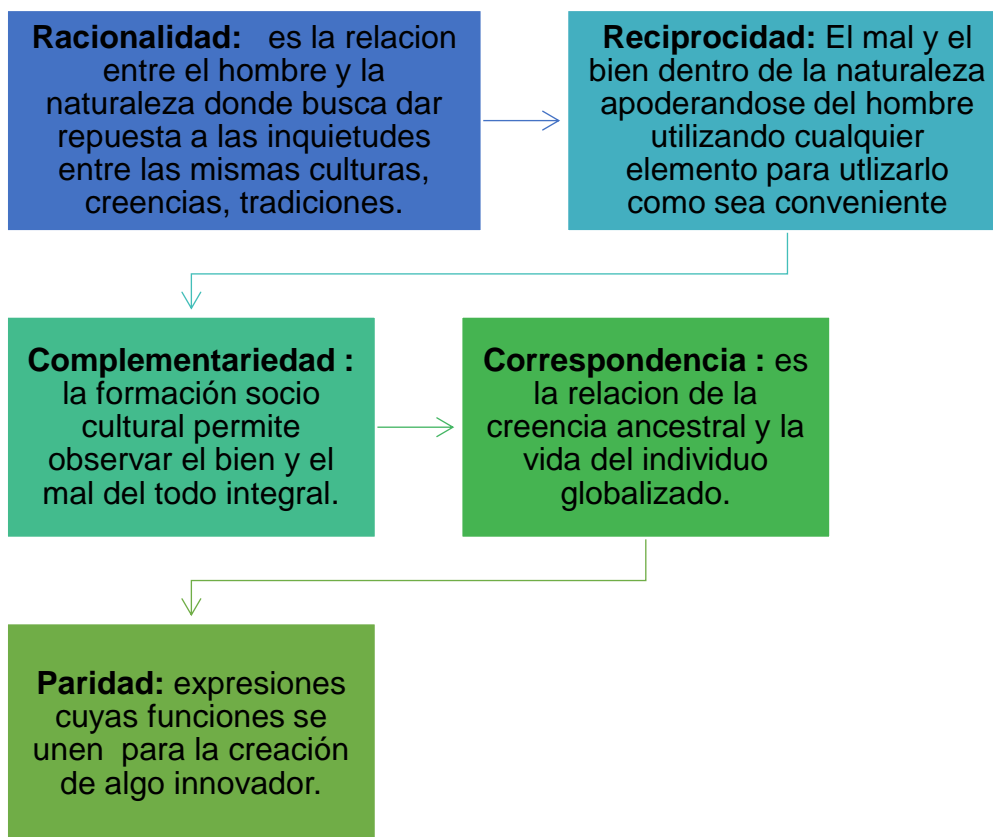 Racionalidad: es la relacion
entre el hombre y la
naturaleza donde busca dar
repuesta a las inquietudes
entre las mismas culturas,
creencias, tradiciones.
Reciprocidad: El mal y el
bien dentro de la naturaleza
apoderandose del hombre
utilizando cualquier
elemento para utlizarlo
como sea conveniente
Complementariedad :
la formación socio
cultural permite
observar el bien y el
mal del todo integral.
Correspondencia : es
la relacion de la
creencia ancestral y la
vida del individuo
globalizado.
Paridad: expresiones
cuyas funciones se
unen para la creación
de algo innovador.